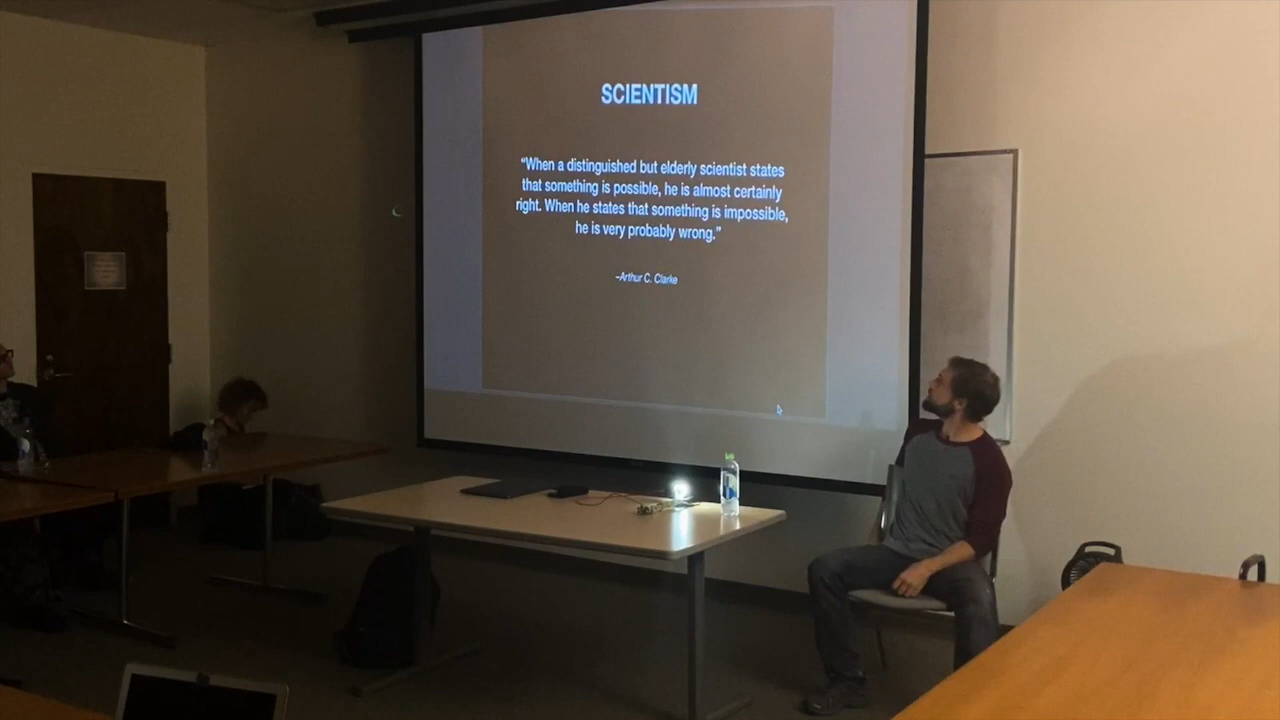 SCIENTISM
“When a distinguished but elderly scientist states
that something is possible, he is almost certainly
right. When he states that something is impossible,
he is very probably wrong.”
–Arthur C. Clarke